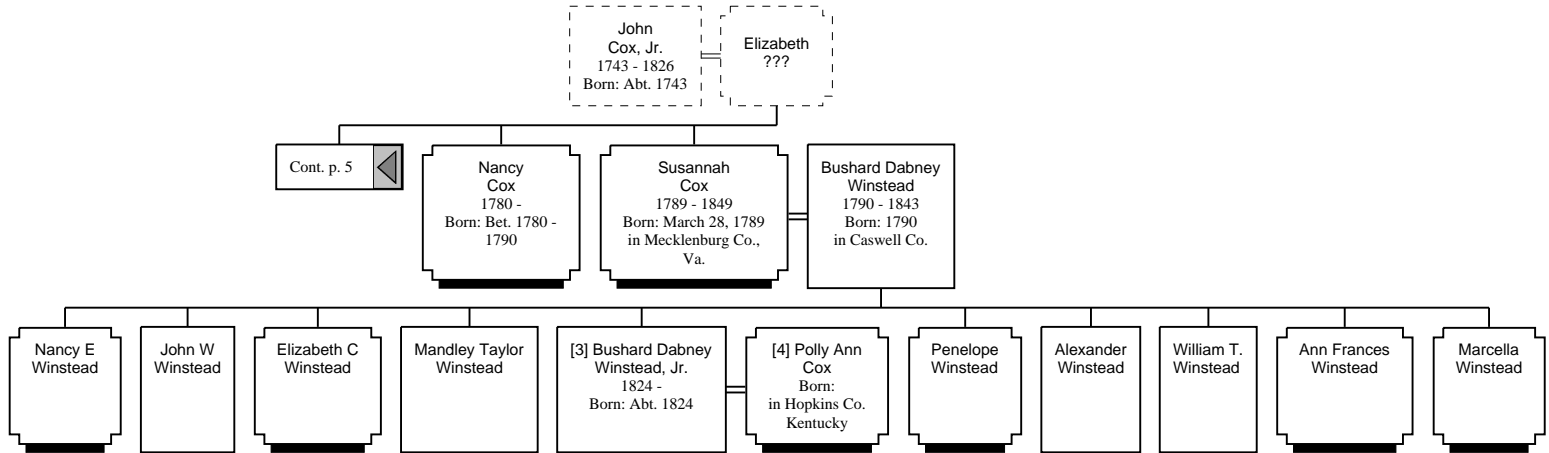 John
Cox, Jr.
1743 - 1826
Born: Abt. 1743
Elizabeth
???
Cont. p. 5
Nancy
Cox
1780 -
Born: Bet. 1780 -
1790
Susannah
Cox
1789 - 1849
Born: March 28, 1789
in Mecklenburg Co.,
Va.
Bushard Dabney
Winstead
1790 - 1843
Born: 1790
in Caswell Co.
Nancy E
Winstead
John W
Winstead
Elizabeth C
Winstead
Mandley Taylor
Winstead
[3] Bushard Dabney
Winstead, Jr.
1824 -
Born: Abt. 1824
[4] Polly Ann
Cox
Born:
in Hopkins Co.
Kentucky
Penelope
Winstead
Alexander
Winstead
William T.
Winstead
Ann Frances
Winstead
Marcella
Winstead